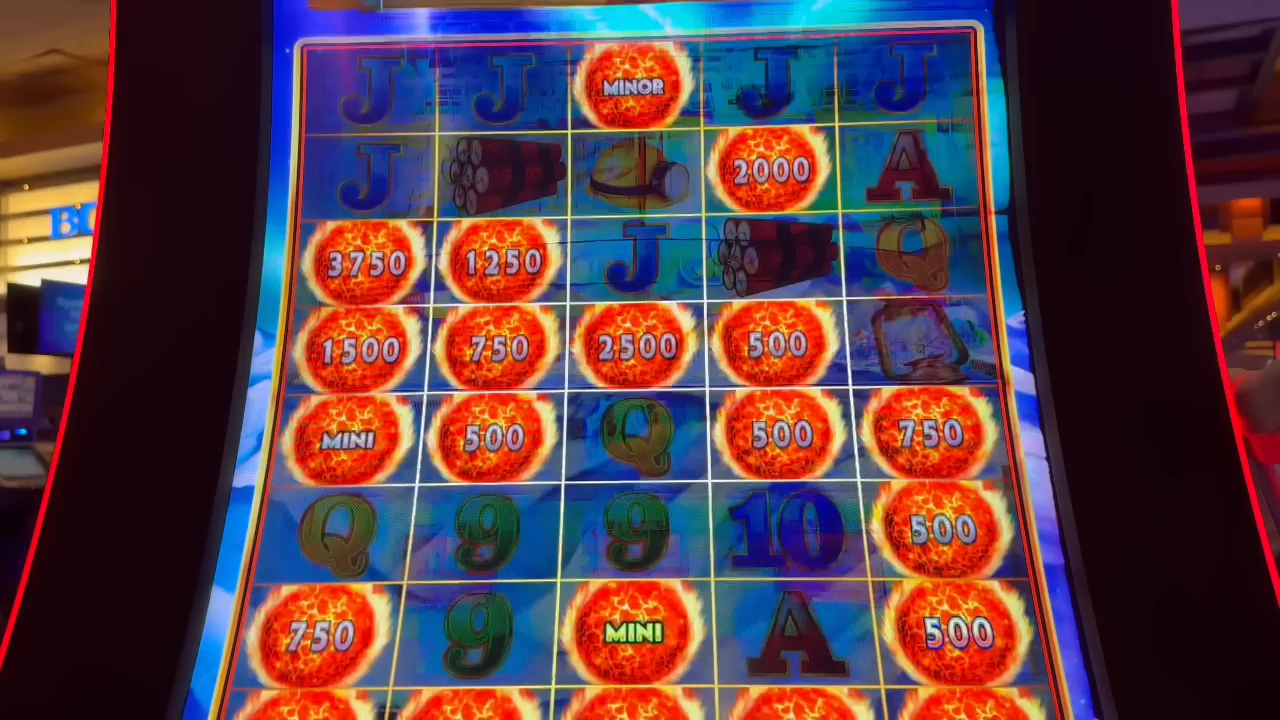 J J MINOR J J
J 2000 A
3750 1250 J Q
1500 750 2500 500
MINI 500 Q 500 750
Q 9 9 10 500
750 9 MINI A 500